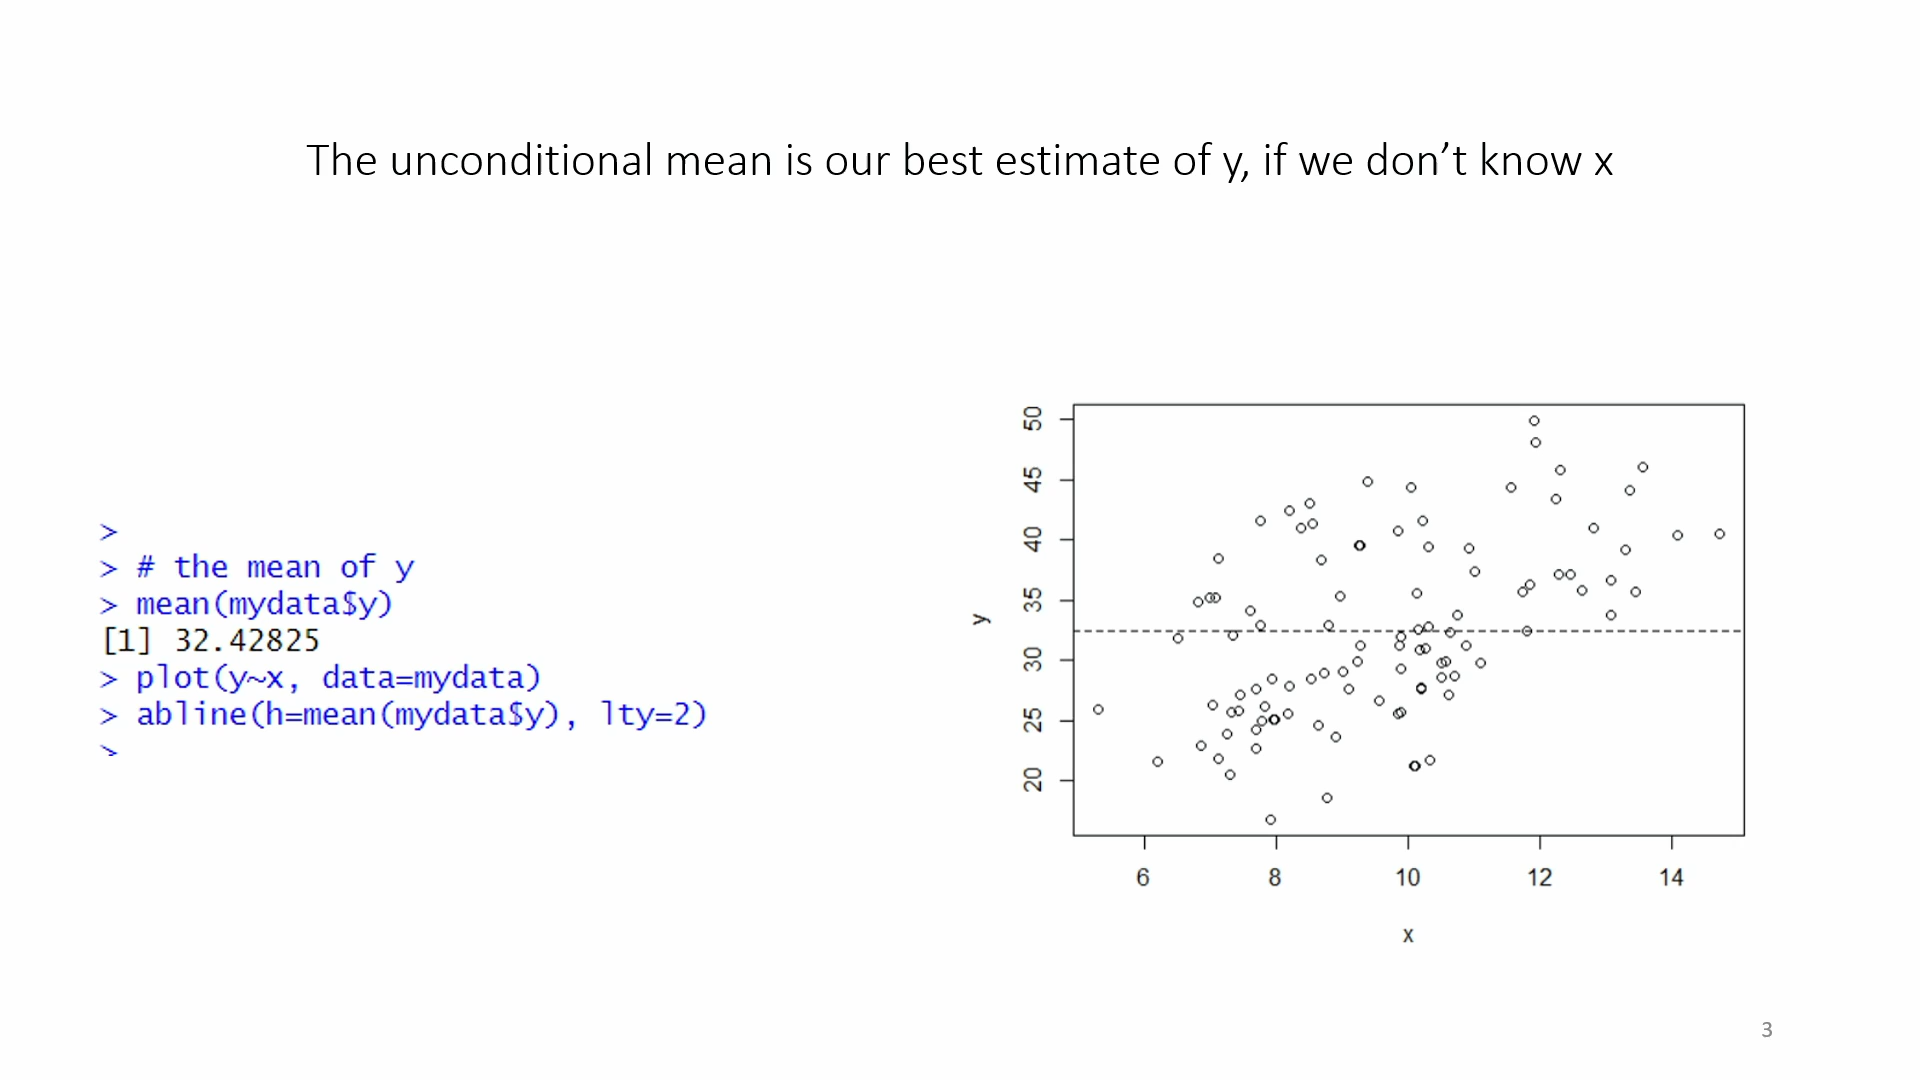 The unconditional mean is our best estimate of y, if we don’t know x
>
> # the mean of y
> mean(mydata$y)
[1] 32.42825
> plot(y~x, data=mydata)
> abline(h=mean(mydata$y), lty=2)
>
50
45
40
35
30
25
20
y
6 8 10 12 14
x
3